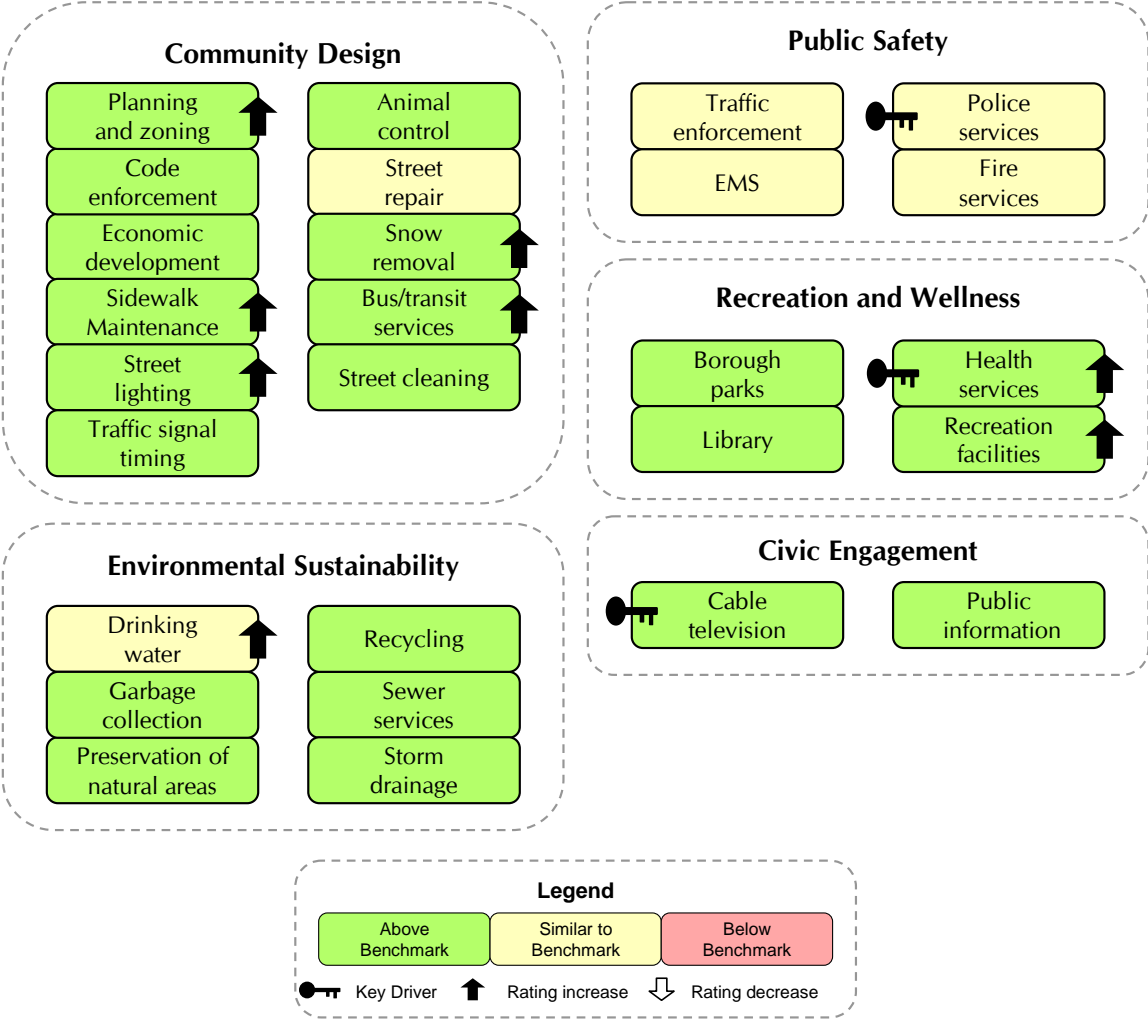 Community Design
Planning
and zoning
Code
enforcement
Economic
development
Sidewalk
Maintenance
Street
lighting
Traffic signal
timing
Animal
control
Street
repair
Snow
removal
Bus/transit
services
Street cleaning
Public Safety
Traffic
enforcement
EMS
Police
services
Fire
services
Recreation and Wellness
Borough
parks
Library
Health
services
Recreation
facilities
Environmental Sustainability
Drinking
water
Garbage
collection
Preservation of
natural areas
Recycling
Sewer
services
Storm
drainage
Civic Engagement
Cable
television
Public
information
Legend
Above
Benchmark
Similar to
Benchmark
Below
Benchmark
Key Driver
Rating increase
Rating decrease